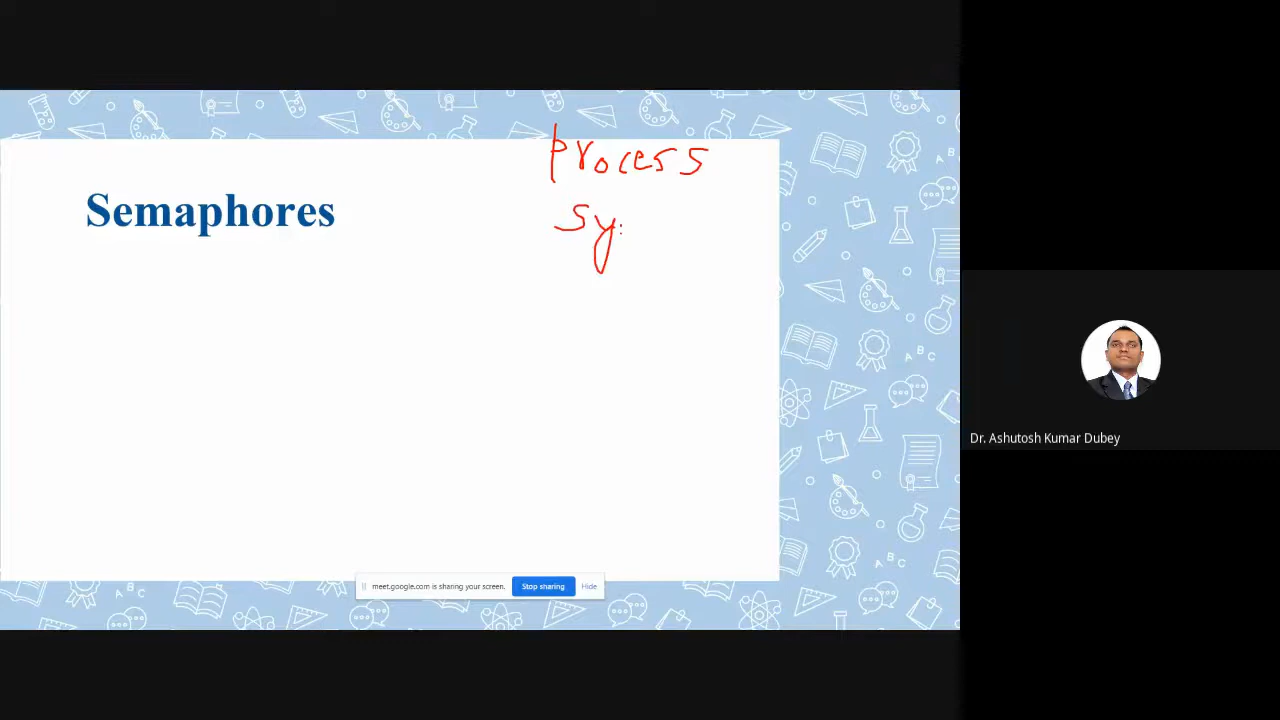 process
Semaphores
Sy
meet.google.com is sharing your screen. Stop sharing Hide
Dr. Ashutosh Kumar Dubey